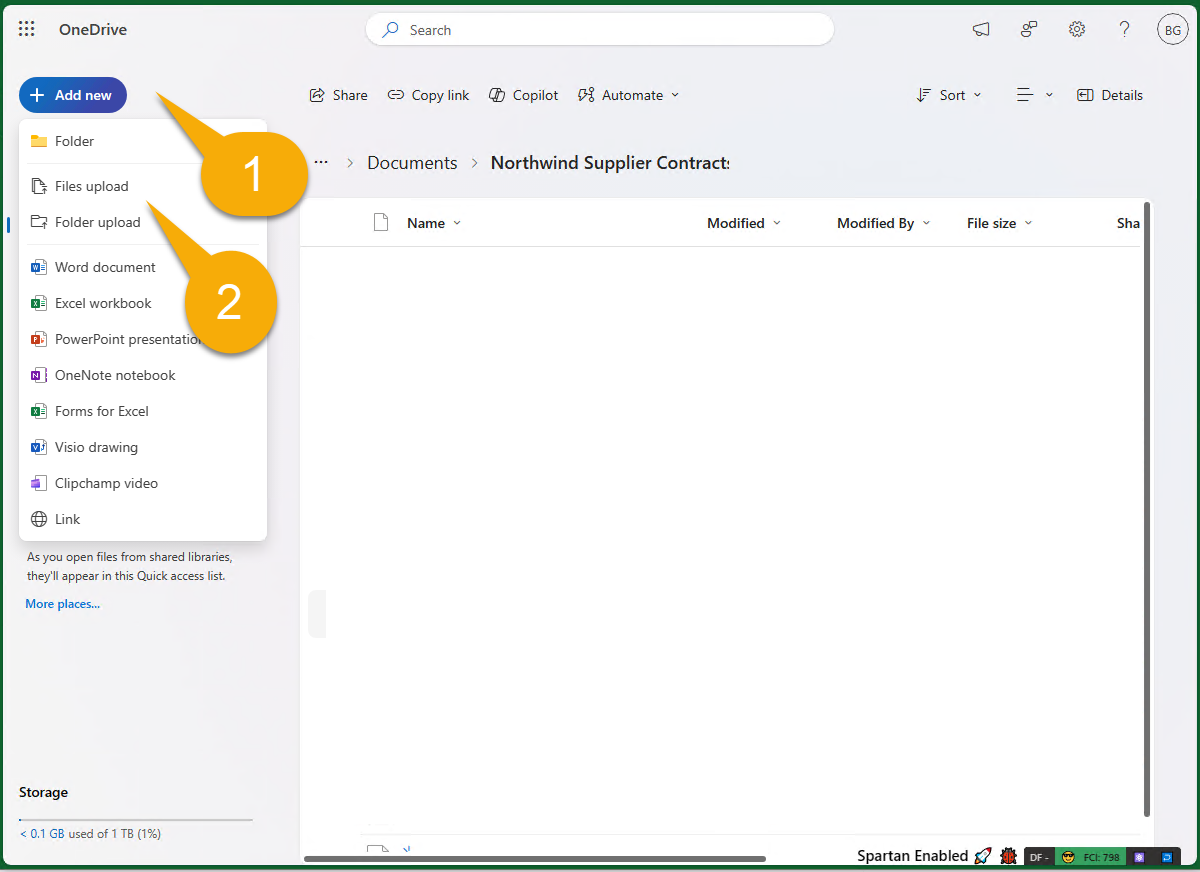 OneDrive
Search
BG
Add new
Share
Copy link
Copilot
Automate
Sort
Details
Folder
1
... > Documents > Northwind Supplier Contracts
Files upload
Folder upload
Name
Modified
Modified By
File size
Sha
Word document
Excel workbook
2
PowerPoint presentation
OneNote notebook
Forms for Excel
Visio drawing
Clipchamp video
Link
As you open files from shared libraries,
they'll appear in this Quick access list.
More places...
Storage
< 0.1 GB used of 1 TB (1%)
Spartan Enabled
DF -
FCI: 798